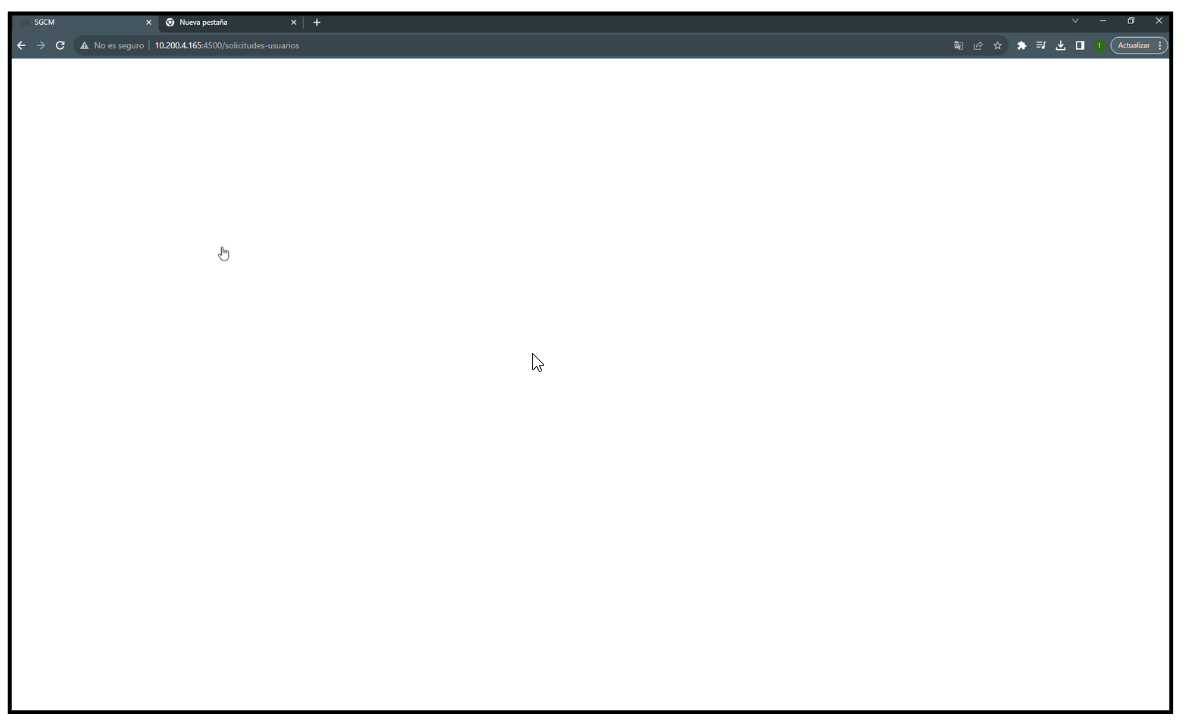 SGCM
Nueva pestaña
No es seguro | 10.200.4.165:4500/solicitudes-usuarios
I
Actualizar